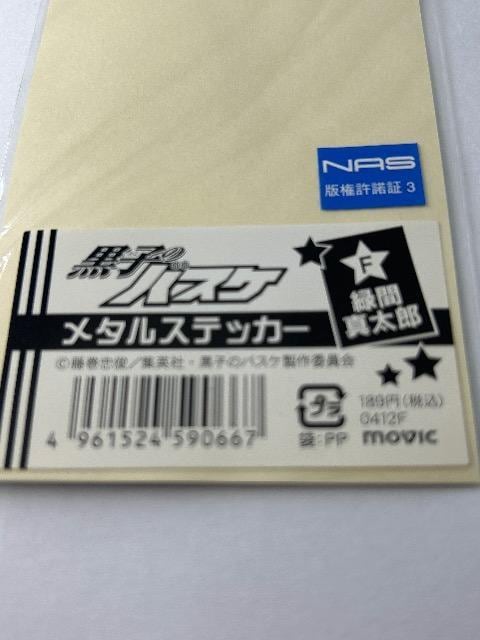 NAS
版権許諾証 3
黒子の
バスケ
メタルステッカー
F
緑間
真太郎
©藤巻忠俊／集英社・黒子のバスケ製作委員会
4 961524 590667
プラ
袋:PP
189円(税込)
0412F
movic